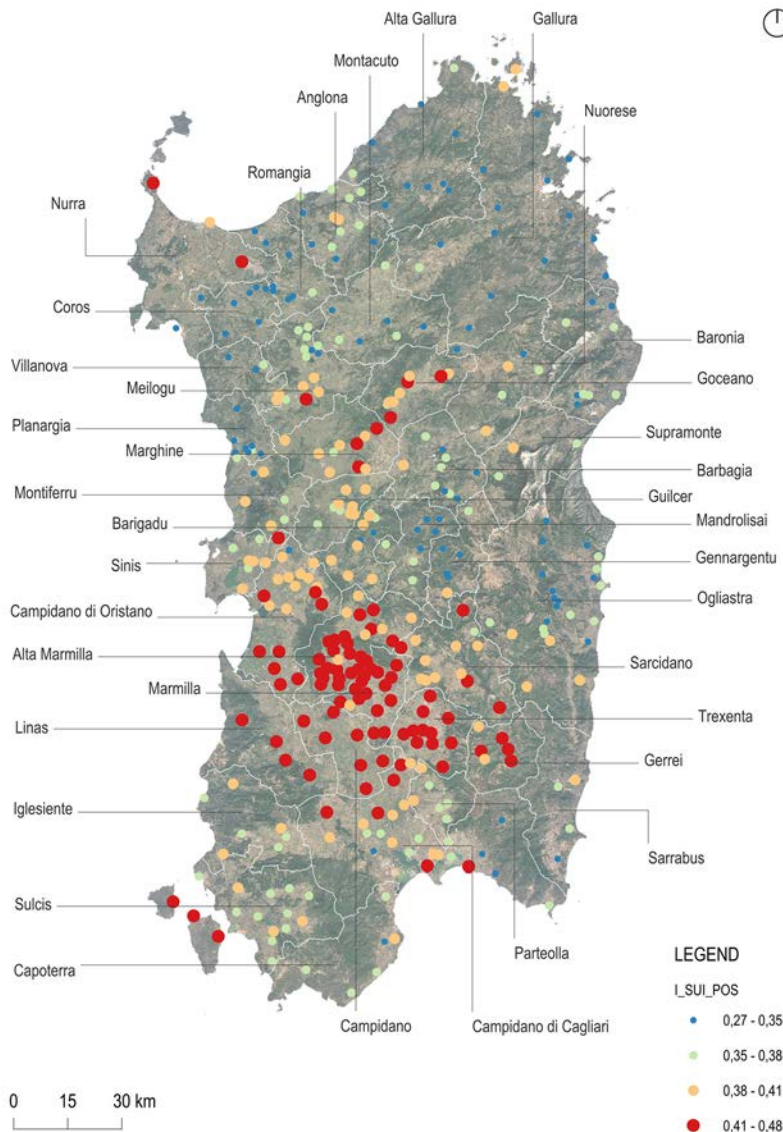 Alta Gallura
Gallura
Montacuto
Anglona
Nuorese
Romangia
Nurra
Coros
Baronia
Villanova
Goceano
Meilogu
Planargia
Supramonte
Marghine
Barbagia
Montiferru
Guilcer
Barigadu
Mandrolisai
Sinis
Gennargentu
Ogliastra
Campidano di Oristano
Alta Marmilla
Sarcidano
Marmilla
Trexenta
Linas
Gerrei
Iglesiente
Sarrabus
Sulcis
Parteolla
Capoterra
Campidano
Campidano di Cagliari
LEGEND
I_SUI_POS
0,27 - 0,35
0,35 - 0,38
0,38 - 0,41
0,41 - 0,48
0 15 30 km